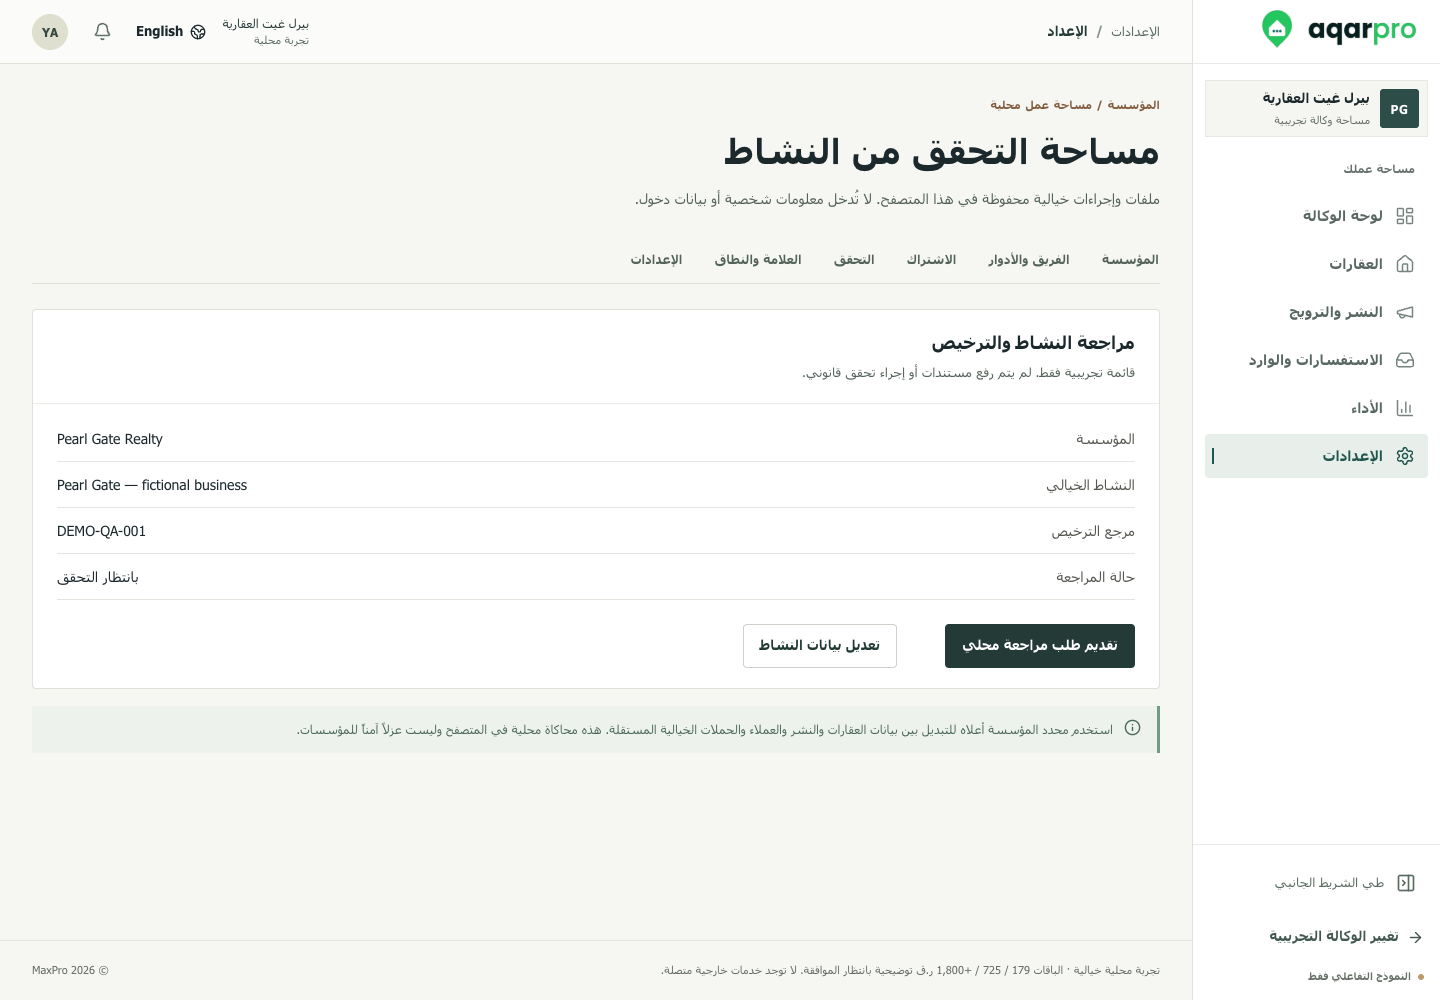 aqarpro
PG
بيرل غيت العقارية
مساحة وكالة تجريبية
مساحة عملك
لوحة الوكالة
العقارات
النشر والترويج
الاستفسارات والوارد
الأداء
الإعدادات
طي الشريط الجانبي
تغيير الوكالة التجريبية
النموذج التفاعلي فقط
الإعدادات / الإعداد
بيرل غيت العقارية
تجربة محلية
English
YA
المؤسسة / مساحة عمل محلية
مساحة التحقق من النشاط
ملفات وإجراءات خيالية محفوظة في هذا المتصفح. لا تُدخل معلومات شخصية أو بيانات دخول.
المؤسسة
الفريق والأدوار
الاشتراك
التحقق
العلامة والنطاق
الإعدادات
مراجعة النشاط والترخيص
قائمة تجريبية فقط. لم يتم رفع مستندات أو إجراء تحقق قانوني.
المؤسسة Pearl Gate Realty
النشاط الخيالي Pearl Gate — fictional business
مرجع الترخيص DEMO-QA-001
حالة المراجعة بانتظار التحقق
تقديم طلب مراجعة محلي
تعديل بيانات النشاط
استخدم محدد المؤسسة أعلاه للتبديل بين بيانات العقارات والنشر والعملاء والحملات الخيالية المستقلة. هذه محاكاة محلية في المتصفح وليست عزلاً آمناً للمؤسسات.
تجربة محلية خيالية · الباقات 179 / 725 / +1,800 ر.ق توضيحية بانتظار الموافقة. لا توجد خدمات خارجية متصلة.
© 2026 MaxPro